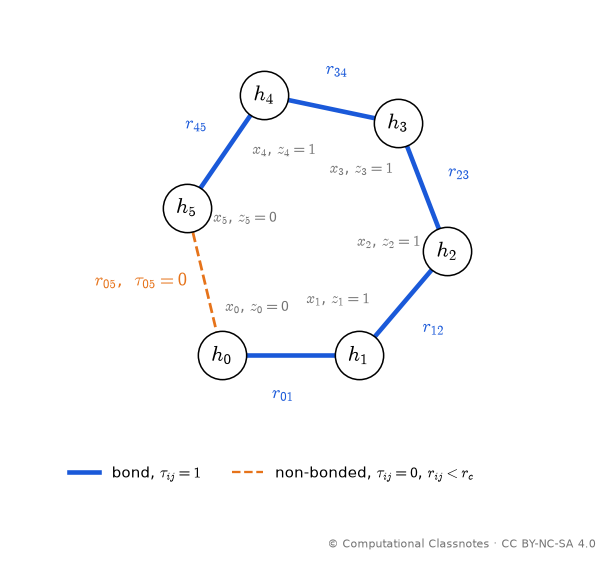 r₃₄
h₄
h₃
r₄₅
x₄, z₄ = 1
x₃, z₃ = 1
r₂₃
h₅
x₅, z₅ = 0
x₂, z₂ = 1
h₂
r₀₅, τ₀₅ = 0
x₁, z₁ = 1
x₀, z₀ = 0
r₁₂
h₀
h₁
r₀₁
bond, τᵢⱼ = 1
non-bonded, τᵢⱼ = 0, rᵢⱼ < r_c
© Computational Classnotes · CC BY-NC-SA 4.0